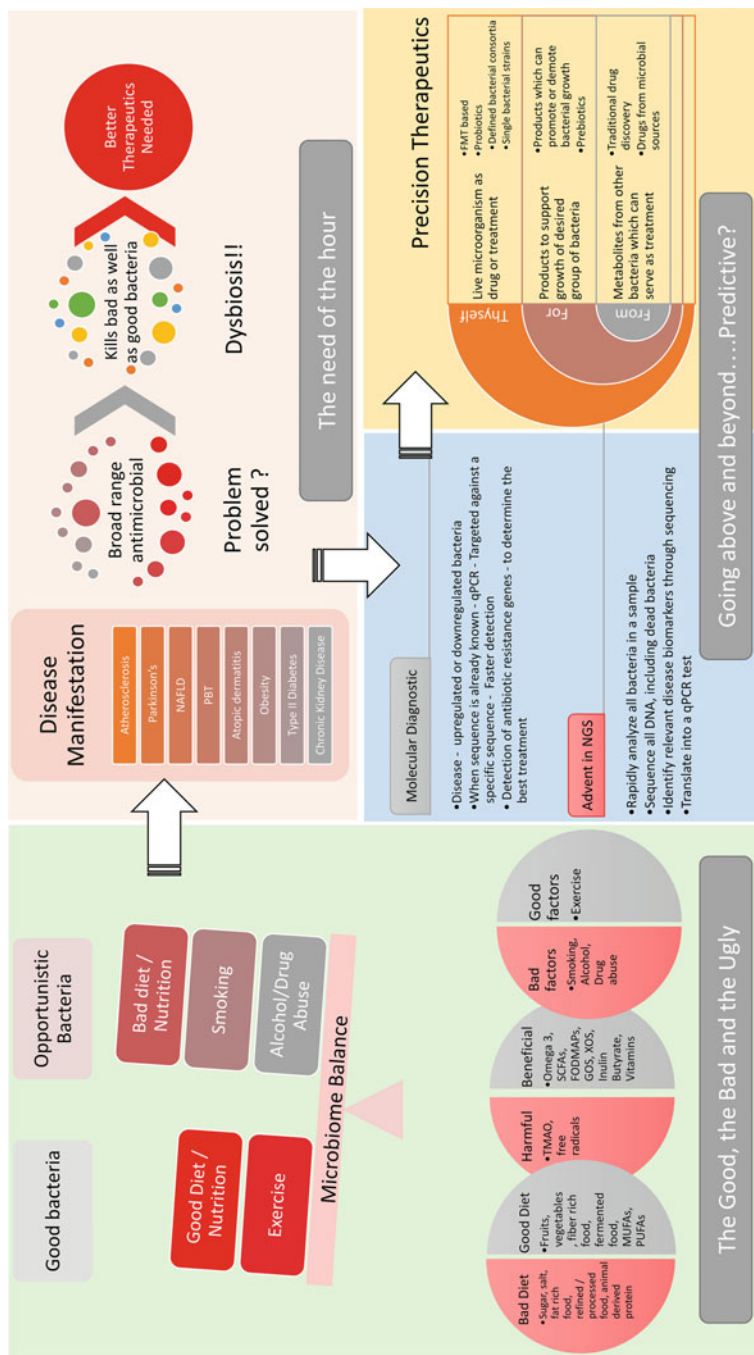 Good bacteria
Opportunistic
Bacteria
Good Diet /
Nutrition
Exercise
Bad diet /
Nutrition
Smoking
Alcohol/Drug
Abuse
Microbiome Balance
Bad Diet
•Sugar, salt,
fat rich
food,
refined /
processed
food, animal
derived
protein
Good Diet
•Fruits,
vegetables
, fiber rich
food,
fermented
food,
MUFAs,
PUFAs
Harmful
•TMAO,
free
radicals
Beneficial
•Omega 3,
SCFAs,
FODMAPs,
GOS, XOS,
Inulin
Butyrate,
Vitamins
Bad
factors
•Smoking,
Alcohol,
Drug
abuse
Good
factors
•Exercise
The Good, the Bad and the Ugly
Disease
Manifestation
Atherosclerosis
Parkinson's
NAFLD
PBT
Atopic dermatitis
Obesity
Type II Diabetes
Chronic Kidney Disease
Broad range
antimicrobial
Problem
solved ?
Kills bad as well
as good bacteria
Dysbiosis!!
Better
Therapeutics
Needed
The need of the hour
Molecular Diagnostic
•Disease - upregulated or downregulated bacteria
•When sequence is already known - qPCR - Targeted against a
specific sequence - Faster detection
• Detection of antibiotic resistance genes - to determine the
best treatment
Advent in NGS
•Rapidly analyze all bacteria in a sample
•Sequence all DNA, including dead bacteria
•Identify relevant disease biomarkers through sequencing
•Translate into a qPCR test
Precision Therapeutics
Thyself
Live microorganism as
drug or treatment
•FMT based
•Probiotics
•Defined bacterial consortia
•Single bacterial strains
For
Products to support
growth of desired
group of bacteria
•Products which can
promote or demote
bacterial growth
•Prebiotics
From
Metabolites from other
bacteria which can
serve as treatment
•Traditional drug
discovery
•Drugs from microbial
sources
Going above and beyond....Predictive?